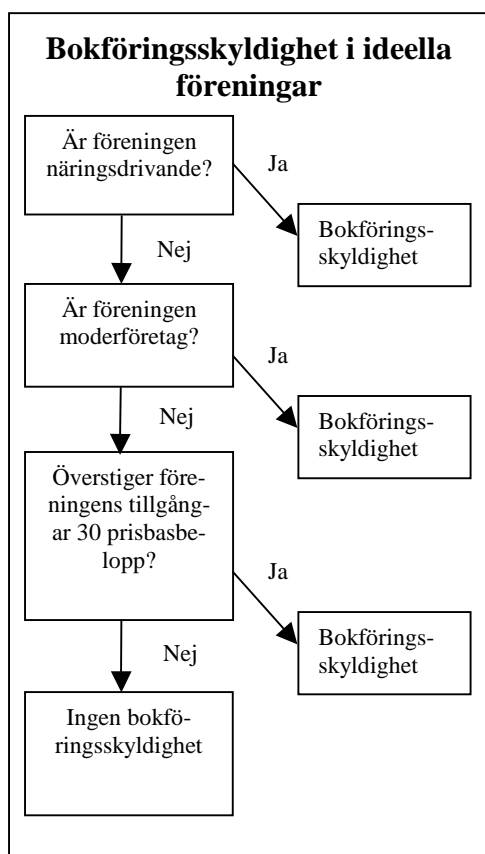 Bokföringsskyldighet i ideella
föreningar
Är föreningen
näringsdrivande?
Ja
Bokförings-
skyldighet
Nej
Är föreningen
moderföretag?
Ja
Bokförings-
skyldighet
Nej
Överstiger före-
ningens tillgång-
ar 30 prisbasbe-
lopp?
Ja
Bokförings-
skyldighet
Nej
Ingen bokfö-
ringsskyldighet